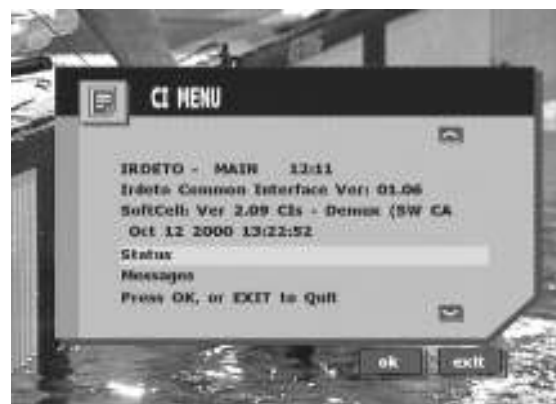 CI MENU
IRDETO - MAIN 12:11
Irdeto Common Interface Ver: 01.06
SoftCell: Ver 2.09 CIs - Demux (SW CA
Oct 12 2000 13:22:52
Status
Messages
Press OK, or EXIT to Quit
ok
exit